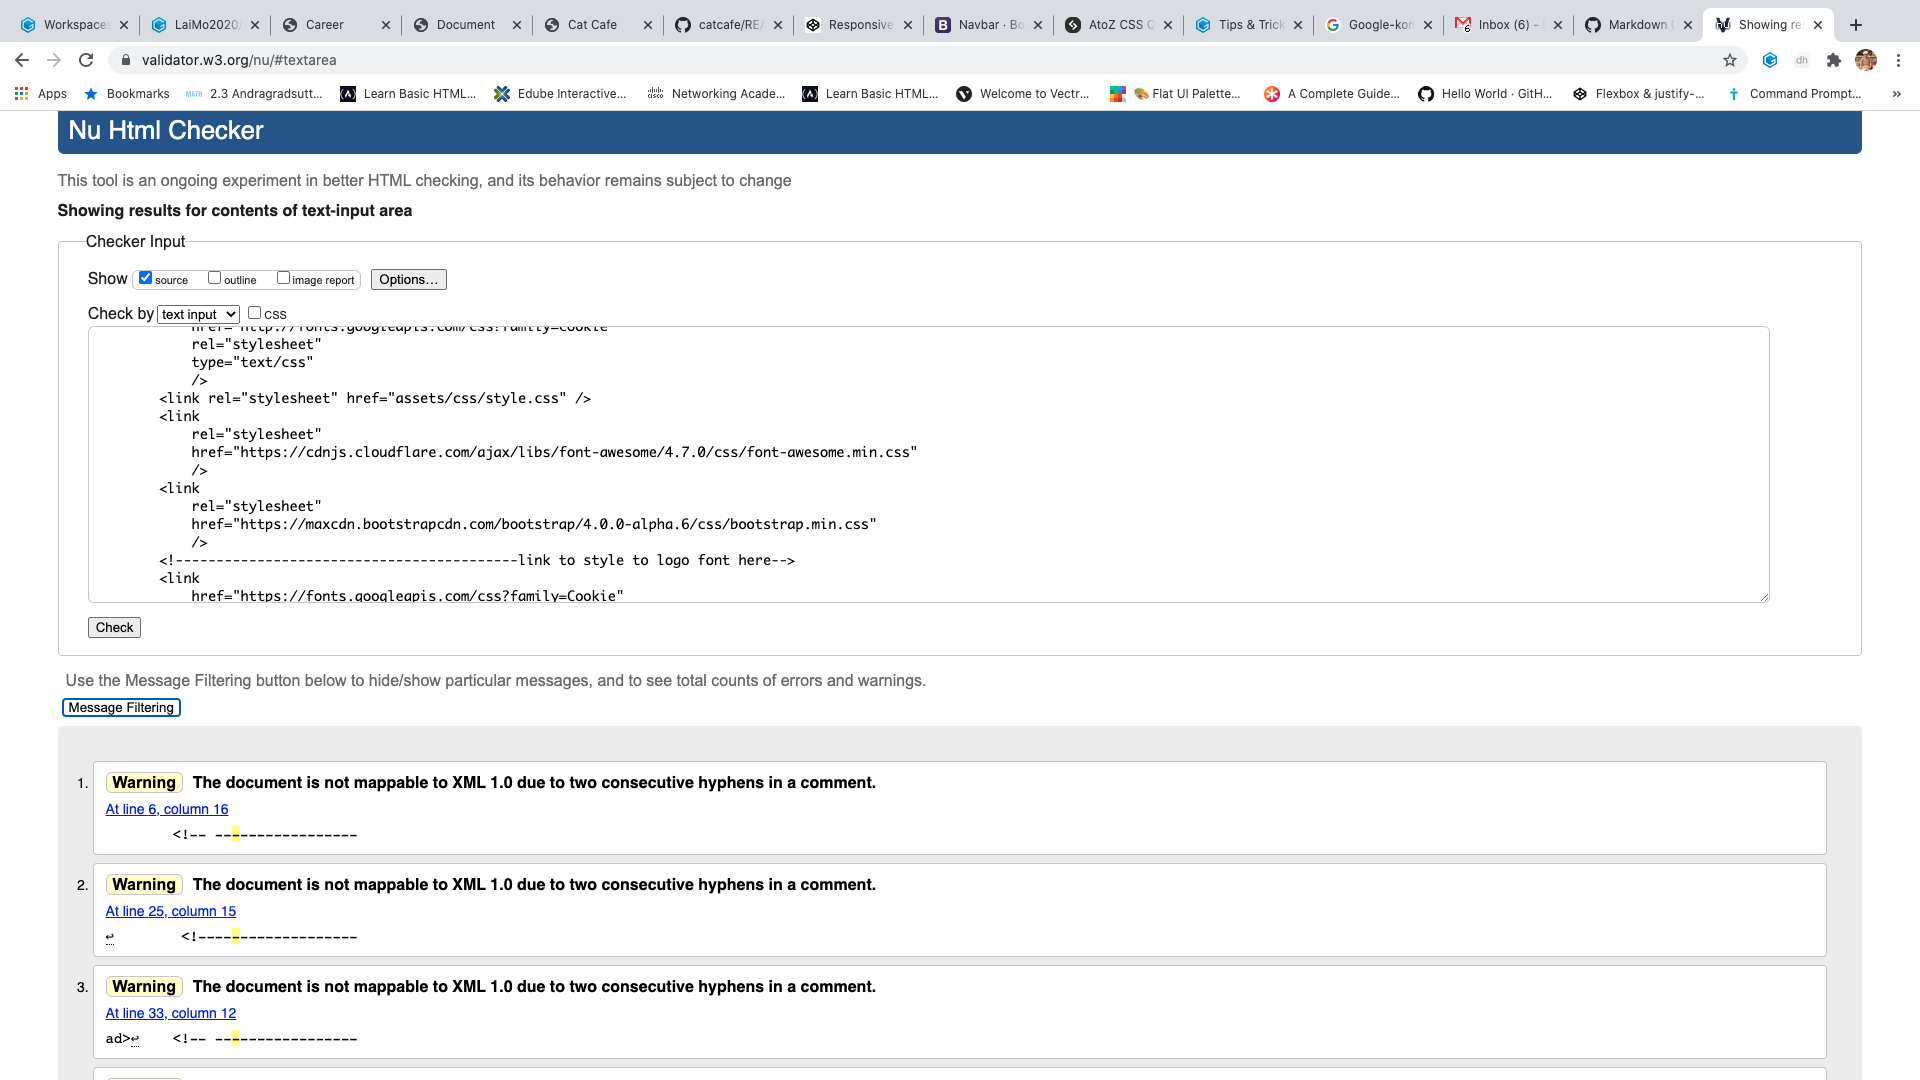 Workspaces
LaiMo2020/
Career
Document
Cat Cafe
catcafe/REA
Responsive
Navbar · Bo
AtoZ CSS Q
Tips & Trick
Google-kon
Inbox (6) -
Markdown
Showing re
validator.w3.org/nu/#textarea
dh
Apps
Bookmarks
2.3 Andragradsutt...
Learn Basic HTML...
Edube Interactive...
Networking Acade...
Learn Basic HTML...
Welcome to Vectr...
Flat UI Palette...
A Complete Guide...
Hello World · GitH...
Flexbox & justify-...
Command Prompt...
»
Nu Html Checker
This tool is an ongoing experiment in better HTML checking, and its behavior remains subject to change
Showing results for contents of text-input area
Checker Input
Show source outline image report Options...
Check by text input css
href="http://fonts.googleapis.com/css?family=Cookie"
rel="stylesheet"
type="text/css"
/>
<link rel="stylesheet" href="assets/css/style.css" />
<link
rel="stylesheet"
href="https://cdnjs.cloudflare.com/ajax/libs/font-awesome/4.7.0/css/font-awesome.min.css"
/>
<link
rel="stylesheet"
href="https://maxcdn.bootstrapcdn.com/bootstrap/4.0.0-alpha.6/css/bootstrap.min.css"
/>
<!------------------------------------------link to style to logo font here-->
<link
href="https://fonts.googleapis.com/css?family=Cookie"
Check
Use the Message Filtering button below to hide/show particular messages, and to see total counts of errors and warnings.
Message Filtering
1. Warning The document is not mappable to XML 1.0 due to two consecutive hyphens in a comment.
At line 6, column 16
<!-- -----------------
2. Warning The document is not mappable to XML 1.0 due to two consecutive hyphens in a comment.
At line 25, column 15
↩ <!-------------------
3. Warning The document is not mappable to XML 1.0 due to two consecutive hyphens in a comment.
At line 33, column 12
ad>↩ <!-- -----------------